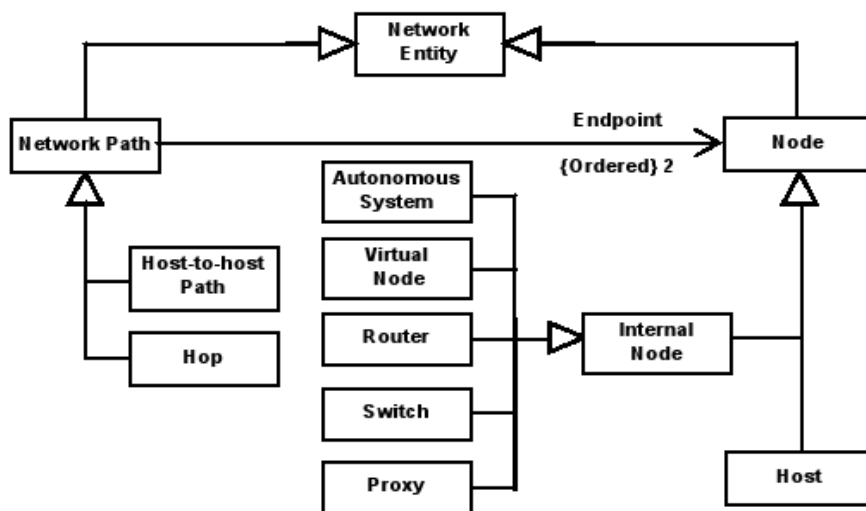 Network
Entity
Network Path
Endpoint
Node
{Ordered} 2
Autonomous
System
Host-to-host
Path
Virtual
Node
Hop
Router
Internal
Node
Switch
Proxy
Host